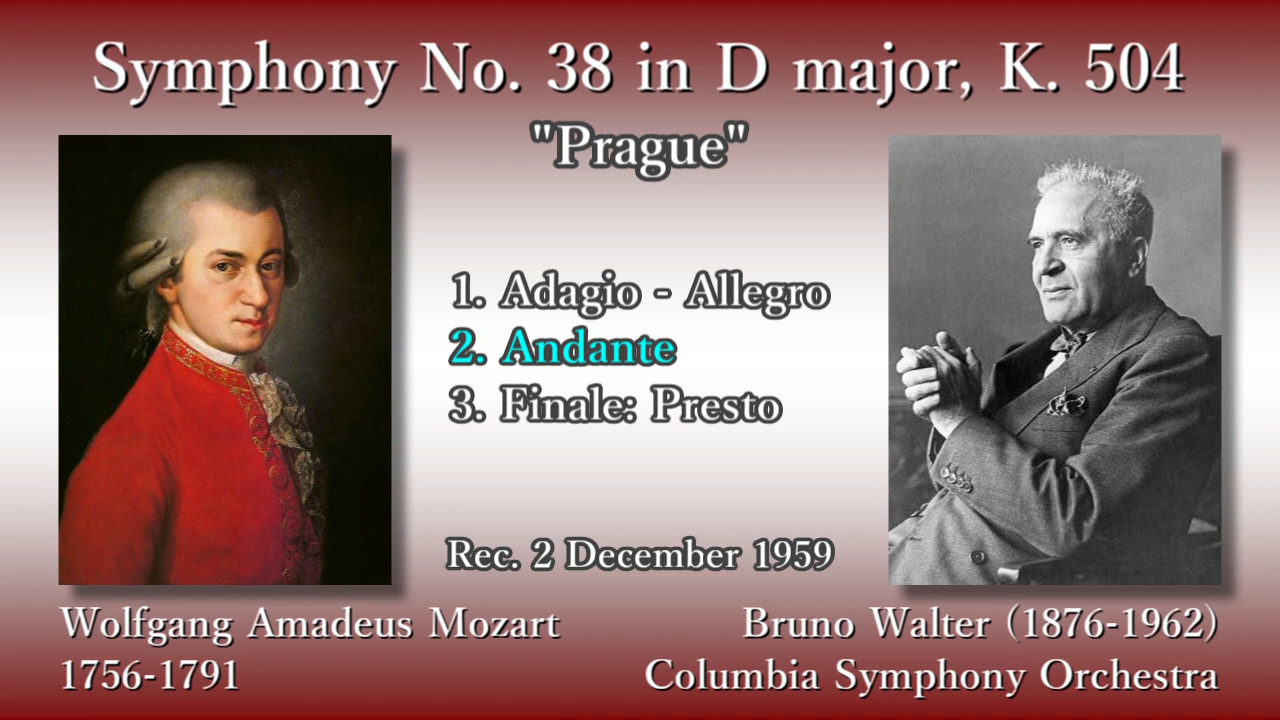 Symphony No. 38 in D major, K. 504
"Prague"
1. Adagio - Allegro
2. Andante
3. Finale: Presto
Rec. 2 December 1959
Wolfgang Amadeus Mozart
1756-1791
Bruno Walter (1876-1962)
Columbia Symphony Orchestra